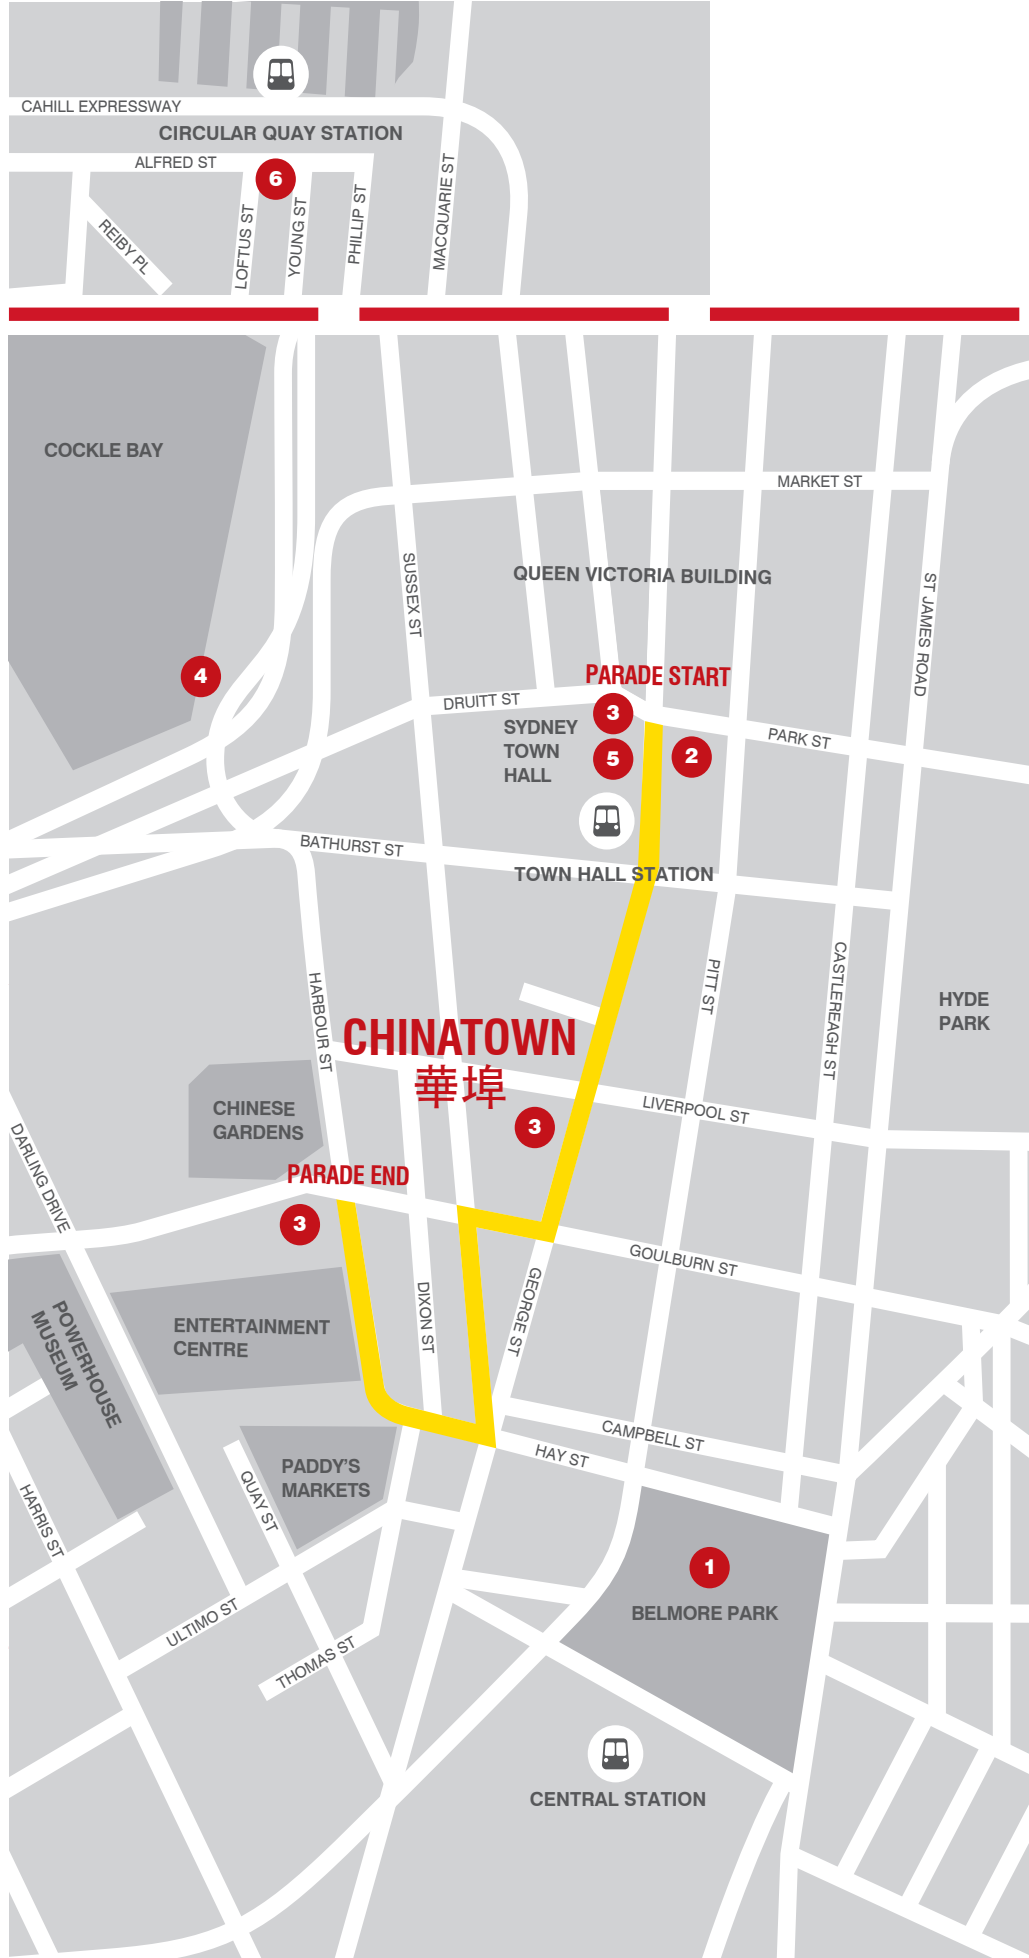 CAHILL EXPRESSWAY
CIRCULAR QUAY STATION
ALFRED ST
6
REIBY PL
LOFTUS ST
YOUNG ST
PHILLIP ST
MACQUARIE ST
COCKLE BAY
MARKET ST
SUSSEX ST
QUEEN VICTORIA BUILDING
ST JAMES ROAD
4
PARADE START
DRUITT ST
3
SYDNEY
TOWN
HALL
5
2
PARK ST
BATHURST ST
TOWN HALL STATION
HARBOUR ST
PITT ST
CASTLEREAGH ST
HYDE
PARK
CHINATOWN
華埠
CHINESE
GARDENS
3
LIVERPOOL ST
DARLING DRIVE
PARADE END
3
GOULBURN ST
POWERHOUSE
MUSEUM
ENTERTAINMENT
CENTRE
DIXON ST
GEORGE ST
CAMPBELL ST
HAY ST
PADDY'S
MARKETS
HARRIS ST
QUAY ST
1
BELMORE PARK
ULTIMO ST
THOMAS ST
CENTRAL STATION